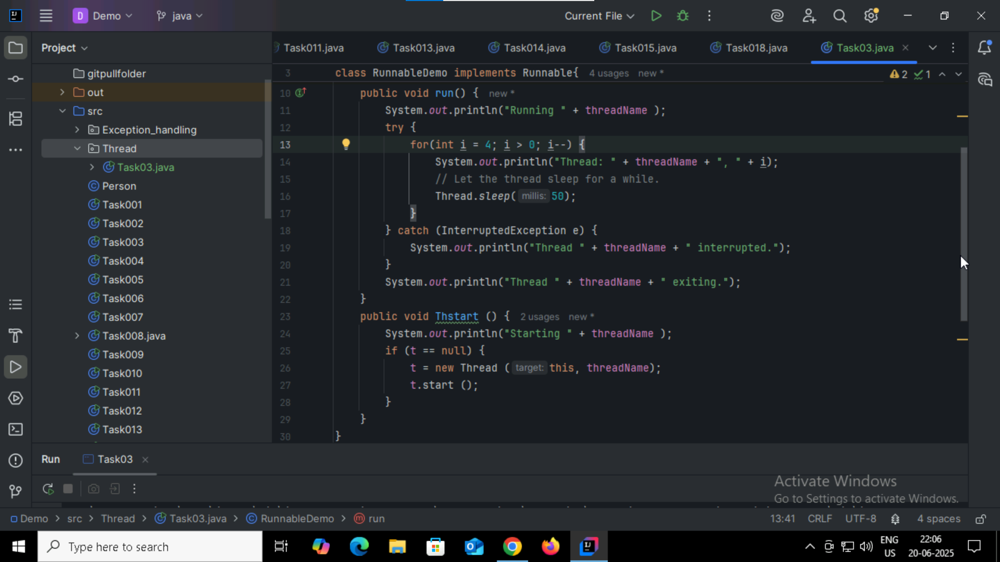 D Demo java Current File
Project
Task011.java Task013.java Task014.java Task015.java Task018.java Task03.java
gitpullfolder
out
src
Exception_handling
Thread
Task03.java
Person
Task001
Task002
Task003
Task004
Task005
Task006
Task007
Task008.java
Task009
Task010
Task011
Task012
Task013
3 class RunnableDemo implements Runnable{ 4 usages new * 2 1
10 public void run() { new *
11 System.out.println("Running " + threadName );
12 try {
13 for(int i = 4; i > 0; i--) {
14 System.out.println("Thread: " + threadName + ", " + i);
15 // Let the thread sleep for a while.
16 Thread.sleep( millis: 50);
17 }
18 } catch (InterruptedException e) {
19 System.out.println("Thread " + threadName + " interrupted.");
20 }
21 System.out.println("Thread " + threadName + " exiting.");
22 }
23 public void Thstart () { 2 usages new *
24 System.out.println("Starting " + threadName );
25 if (t == null) {
26 t = new Thread ( target: this, threadName);
27 t.start ();
28 }
29 }
30 }
Run Task03
Activate Windows
Go to Settings to activate Windows.
Demo > src > Thread > Task03.java > RunnableDemo > run 13:41 CRLF UTF-8 4 spaces
Type here to search
ENG
US
22:06
20-06-2025